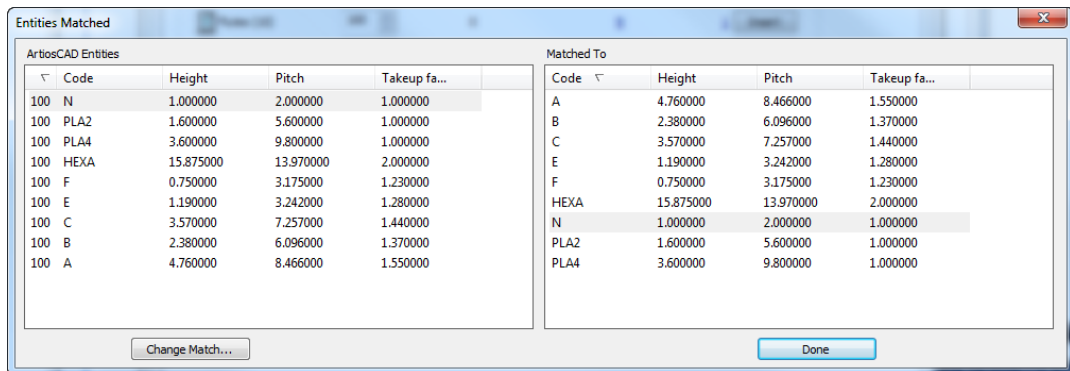 Entities Matched
ArtiosCAD Entities
Matched To
Code Height Pitch Takeup fa...
100 N 1.000000 2.000000 1.000000
100 PLA2 1.600000 5.600000 1.000000
100 PLA4 3.600000 9.800000 1.000000
100 HEXA 15.875000 13.970000 2.000000
100 F 0.750000 3.175000 1.230000
100 E 1.190000 3.242000 1.280000
100 C 3.570000 7.257000 1.440000
100 B 2.380000 6.096000 1.370000
100 A 4.760000 8.466000 1.550000
Code Height Pitch Takeup fa...
A 4.760000 8.466000 1.550000
B 2.380000 6.096000 1.370000
C 3.570000 7.257000 1.440000
E 1.190000 3.242000 1.280000
F 0.750000 3.175000 1.230000
HEXA 15.875000 13.970000 2.000000
N 1.000000 2.000000 1.000000
PLA2 1.600000 5.600000 1.000000
PLA4 3.600000 9.800000 1.000000
Change Match...
Done